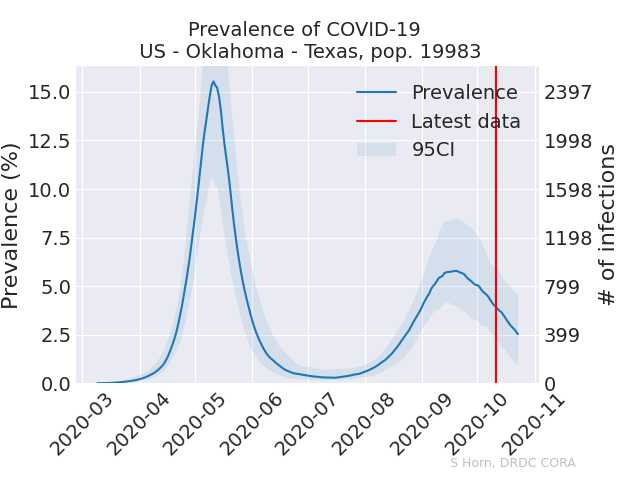 Prevalence of COVID-19
US - Oklahoma - Texas, pop. 19983
Prevalence (%)
15.0
12.5
10.0
7.5
5.0
2.5
0.0
Prevalence
Latest data
95CI
2397
1998
1598
1198
799
399
0
# of infections
2020-03
2020-04
2020-05
2020-06
2020-07
2020-08
2020-09
2020-10
2020-11
S Horn, DRDC CORA